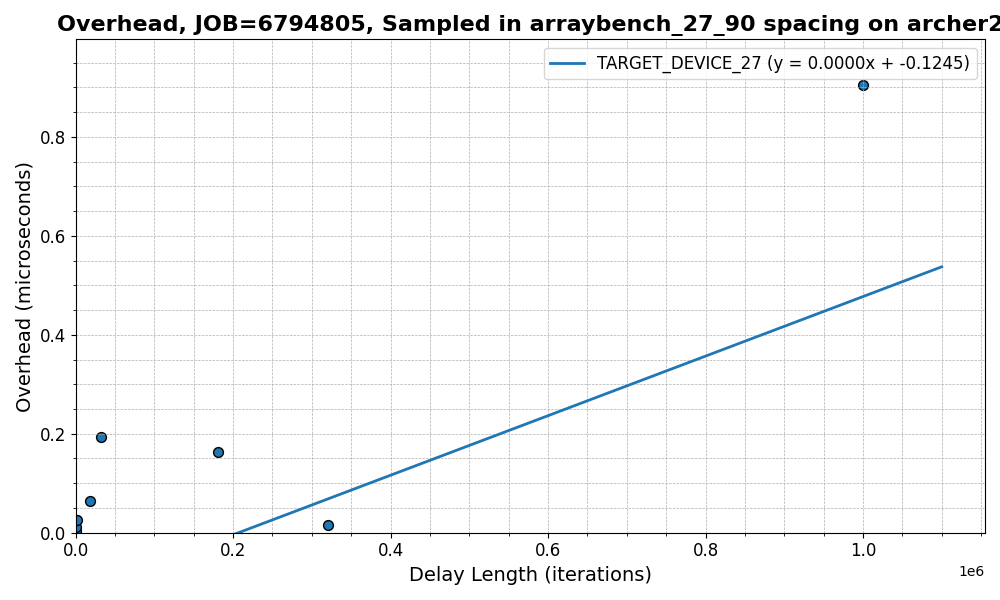 Overhead, JOB=6794805, Sampled in arraybench_27_90 spacing on archer2
TARGET_DEVICE_27 (y = 0.0000x + -0.1245)
Overhead (microseconds)
0.8
0.6
0.4
0.2
0.0
0.0 0.2 0.4 0.6 0.8 1.0
1e6
Delay Length (iterations)